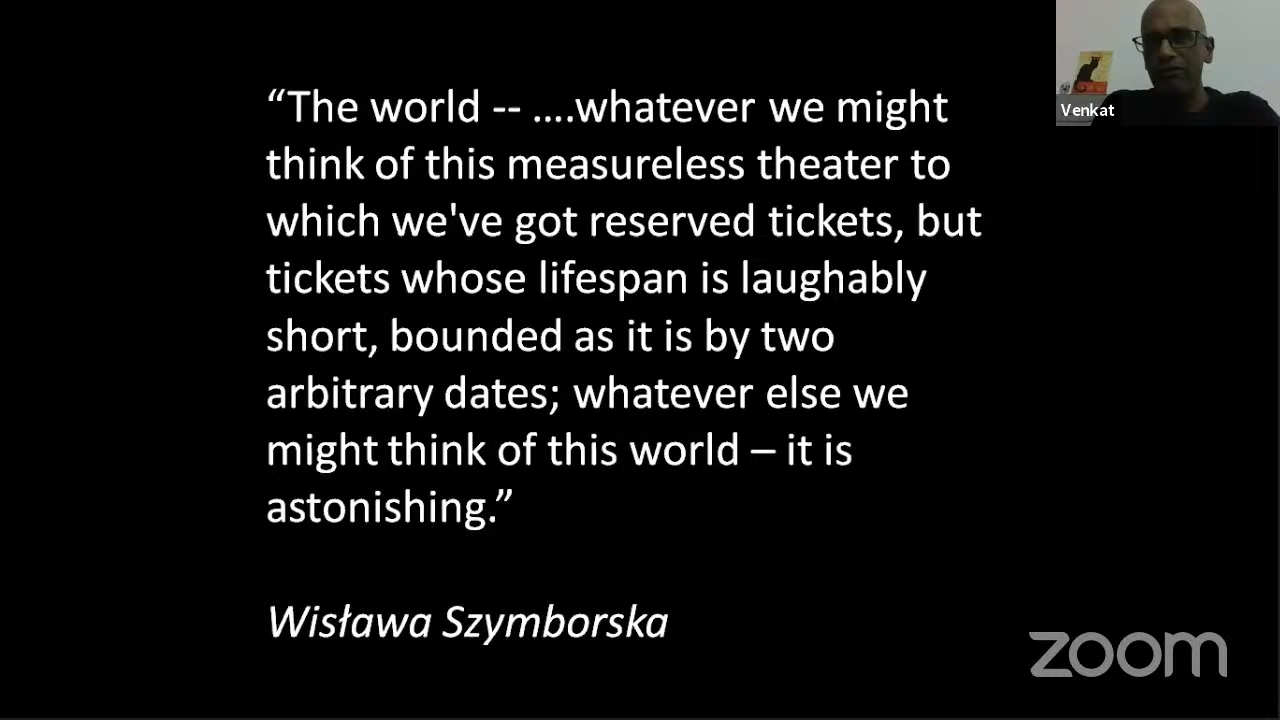 “The world -- ....whatever we might
think of this measureless theater to
which we've got reserved tickets, but
tickets whose lifespan is laughably
short, bounded as it is by two
arbitrary dates; whatever else we
might think of this world – it is
astonishing.”
Wisława Szymborska
Venkat
zoom